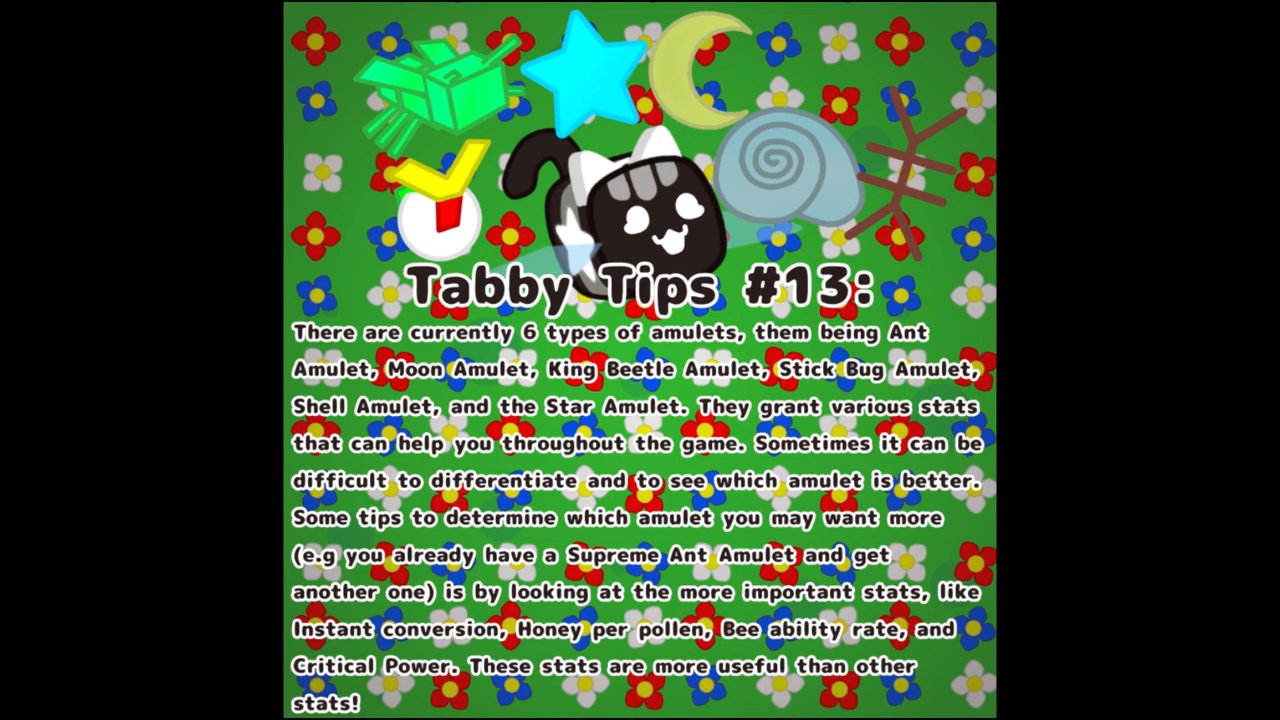 Tabby Tips #13:
There are currently 6 types of amulets, them being Ant
Amulet, Moon Amulet, King Beetle Amulet, Stick Bug Amulet,
Shell Amulet, and the Star Amulet. They grant various stats
that can help you throughout the game. Sometimes it can be
difficult to differentiate and to see which amulet is better.
Some tips to determine which amulet you may want more
(e.g you already have a Supreme Ant Amulet and get
another one) is by looking at the more important stats, like
Instant conversion, Honey per pollen, Bee ability rate, and
Critical Power. These stats are more useful than other
stats!